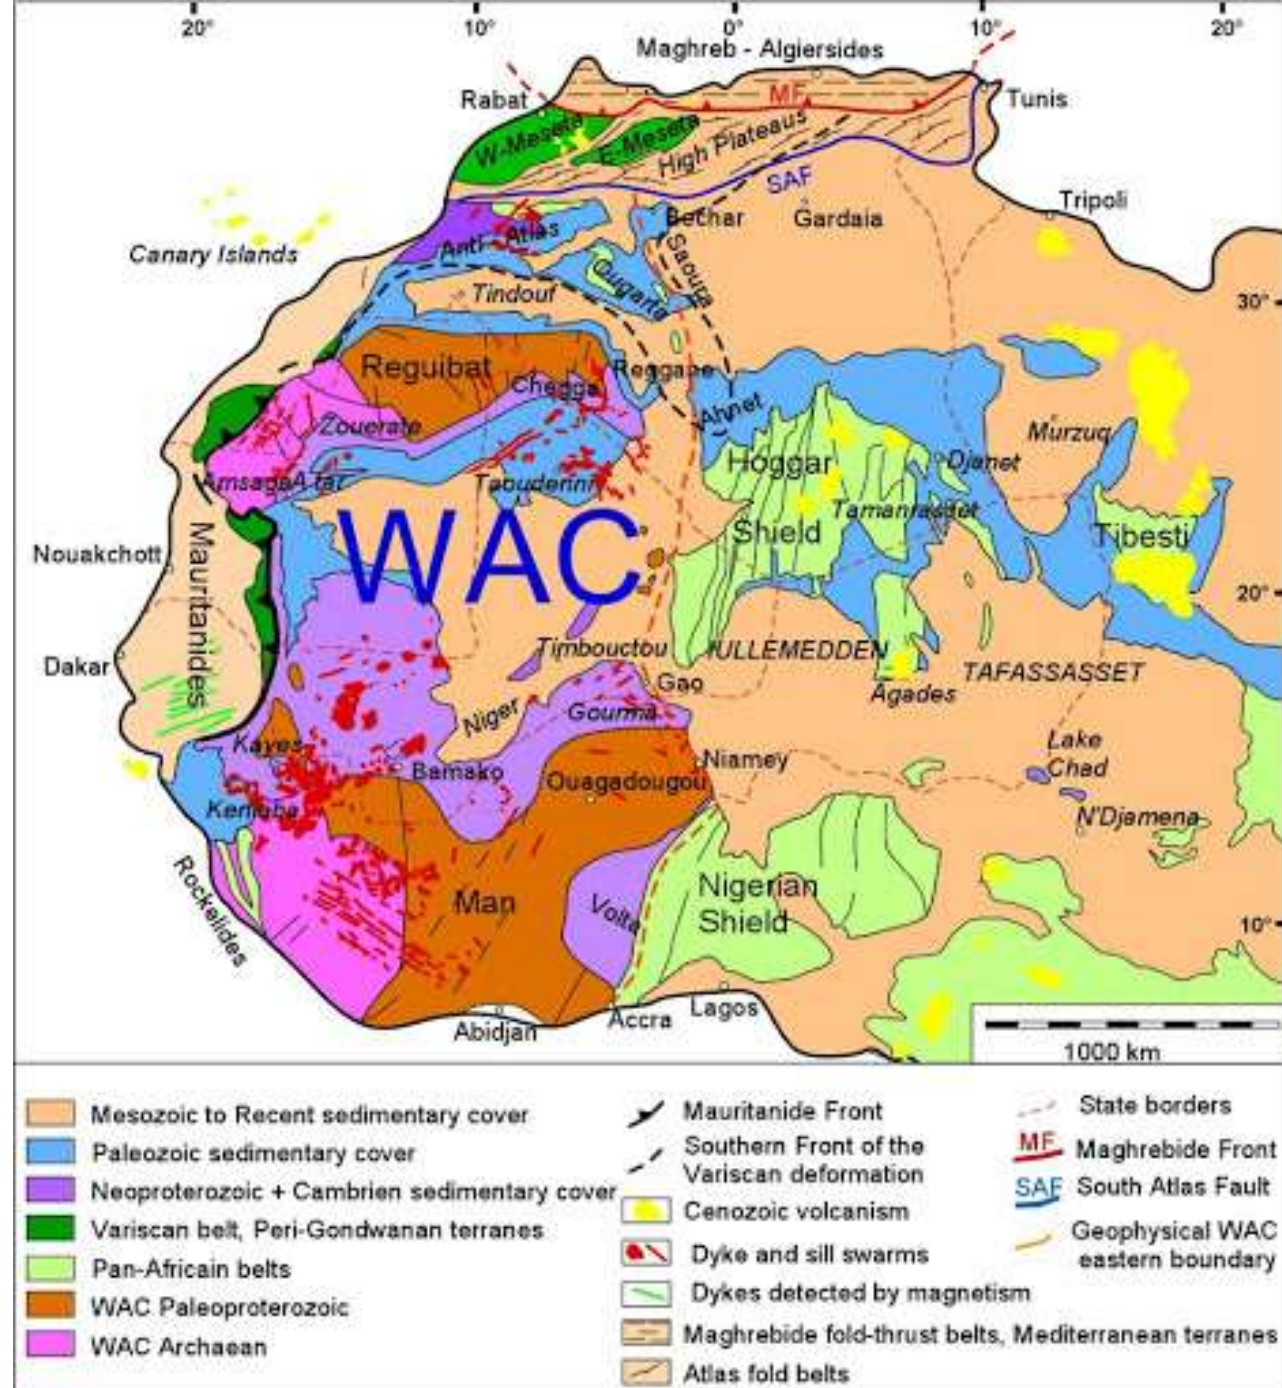 20°
10°
0°
10°
20°
Maghreb - Algiersides
Rabat
MF
Tunis
W-Meseta
E-Meseta
High Plateaus
SAF
Tripoli
Bechar
Gardaia
Canary Islands
Anti - Atlas
Saoura
Ougarta
Tindouf
30°
Reguibat
Reggane
Chegga
Ahnet
Zouerate
Murzuq
Hoggar
Djanet
Amsaga
Atar
Taoudenni
Tamanrasset
WAC
Shield
Tibesti
Nouakchott
Mauritanides
20°
Timbouctou
IULLEMEDDEN
Dakar
TAFASSASSET
Gao
Agades
Niger
Gourma
Kayes
Lake
Chad
Niamey
Bamako
Ouagadougou
Kenieba
N'Djamena
Rockelides
Man
Nigerian
Shield
Volta
10°
Lagos
Abidjan
Accra
1000 km
Mesozoic to Recent sedimentary cover
Paleozoic sedimentary cover
Neoproterozoic + Cambrien sedimentary cover
Variscan belt, Peri-Gondwanan terranes
Pan-Africain belts
WAC Paleoproterozoic
WAC Archaean
Mauritanide Front
Southern Front of the
Variscan deformation
Cenozoic volcanism
Dyke and sill swarms
Dykes detected by magnetism
Maghrebide fold-thrust belts, Mediterranean terranes
Atlas fold belts
State borders
MF Maghrebide Front
SAF South Atlas Fault
Geophysical WAC
eastern boundary